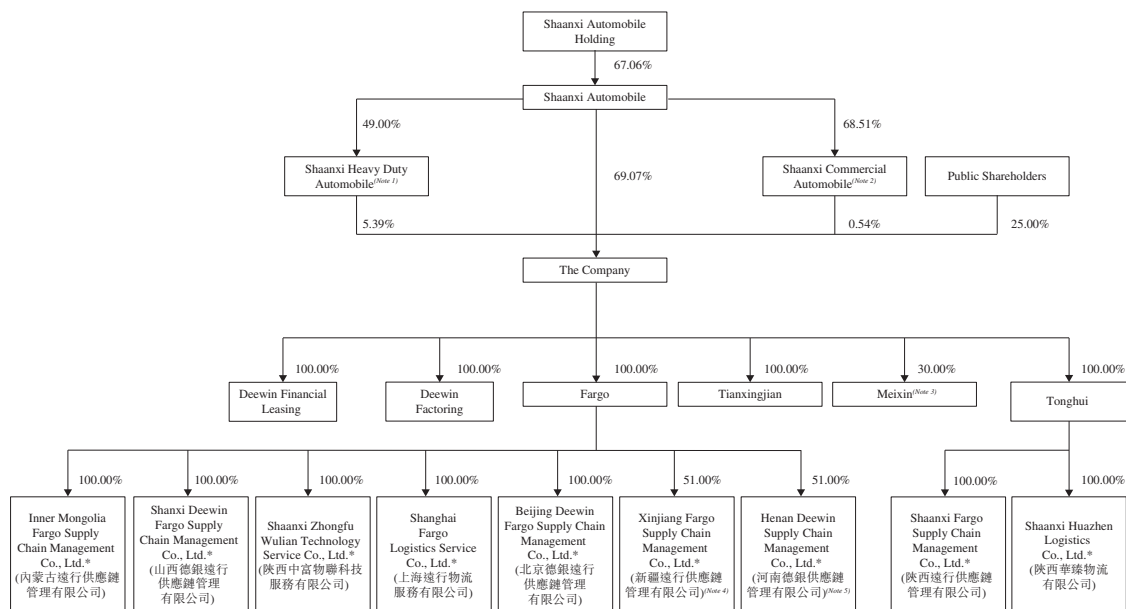 Shaanxi Automobile
Holding
67.06%
Shaanxi Automobile
49.00%
68.51%
69.07%
Shaanxi Heavy Duty
Automobile(Note 1)
Shaanxi Commercial
Automobile(Note 2)
Public Shareholders
5.39%
0.54%
25.00%
The Company
100.00%
100.00%
100.00%
100.00%
30.00%
100.00%
Deewin Financial
Leasing
Deewin
Factoring
Fargo
Tianxingjian
Meixin(Note 3)
Tonghui
100.00%
100.00%
100.00%
100.00%
100.00%
51.00%
51.00%
100.00%
100.00%
Inner Mongolia
Fargo Supply
Chain Management
Co., Ltd.*
(內蒙古遠行供應鏈
管理有限公司)
Shanxi Deewin
Fargo Supply
Chain Management
Co., Ltd.*
(山西德銀遠行
供應鏈管理
有限公司)
Shaanxi Zhongfu
Wulian Technology
Service Co., Ltd.*
(陝西中富物聯科技
服務有限公司)
Shanghai
Fargo
Logistics Service
Co., Ltd.*
(上海遠行物流
服務有限公司)
Beijing Deewin
Fargo Supply Chain
Management
Co., Ltd.*
(北京德銀遠行
供應鏈管理
有限公司)
Xinjiang Fargo
Supply Chain
Management
Co., Ltd.*
(新疆遠行供應鏈
管理有限公司)(Note 4)
Henan Deewin
Supply Chain
Management
Co., Ltd.*
(河南德銀供應鏈
管理有限公司)(Note 5)
Shaanxi Fargo
Supply Chain
Management
Co., Ltd.*
(陝西遠行供應鏈
管理有限公司)
Shaanxi Huazhen
Logistics
Co., Ltd.*
(陝西華臻物流
有限公司)